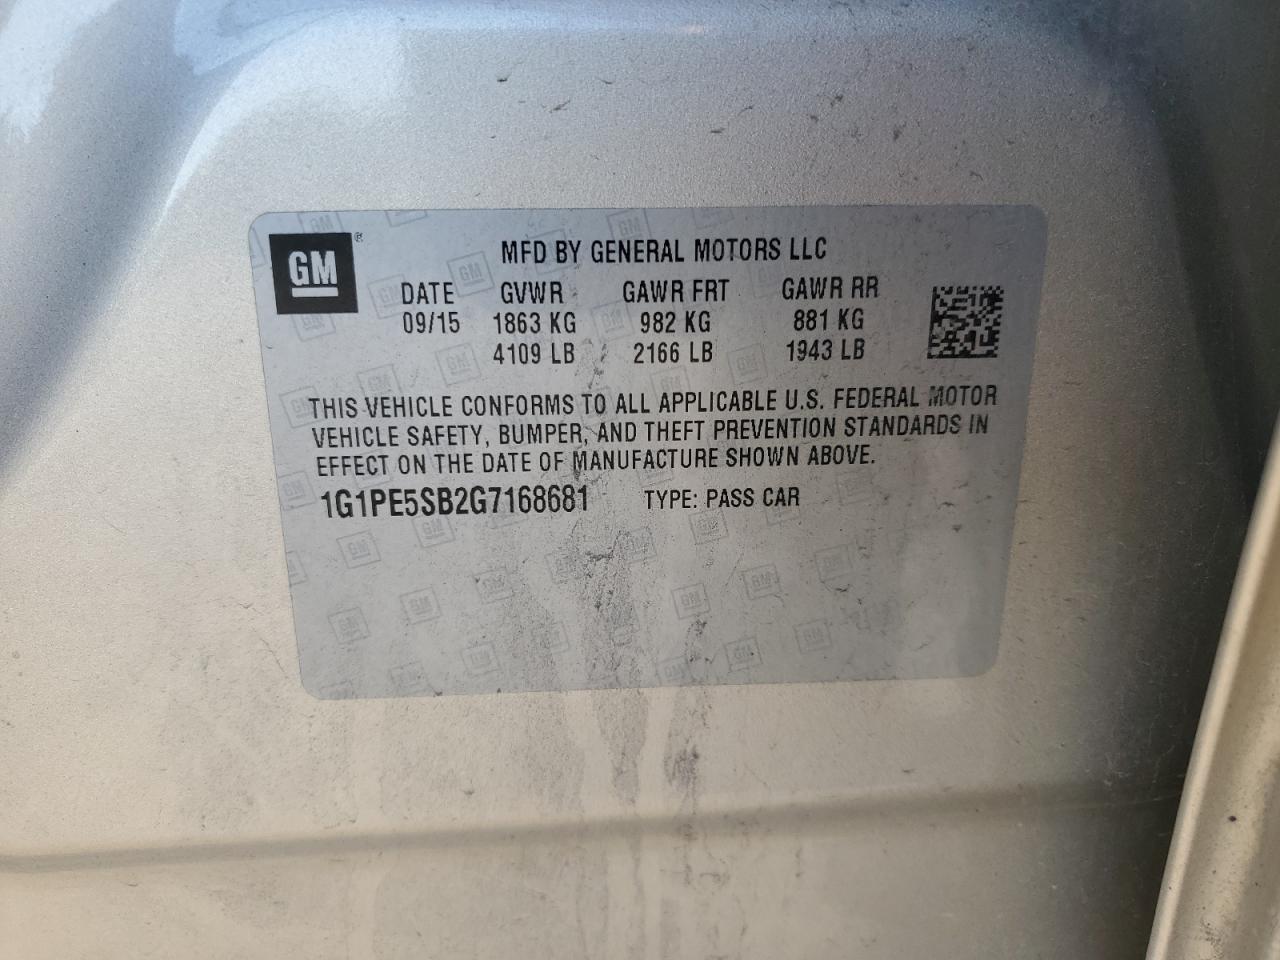 GM®
MFD BY GENERAL MOTORS LLC
DATE GVWR GAWR FRT GAWR RR
09/15 1863 KG 982 KG 881 KG
4109 LB 2166 LB 1943 LB
THIS VEHICLE CONFORMS TO ALL APPLICABLE U.S. FEDERAL MOTOR
VEHICLE SAFETY, BUMPER, AND THEFT PREVENTION STANDARDS IN
EFFECT ON THE DATE OF MANUFACTURE SHOWN ABOVE.
1G1PE5SB2G7168681 TYPE: PASS CAR